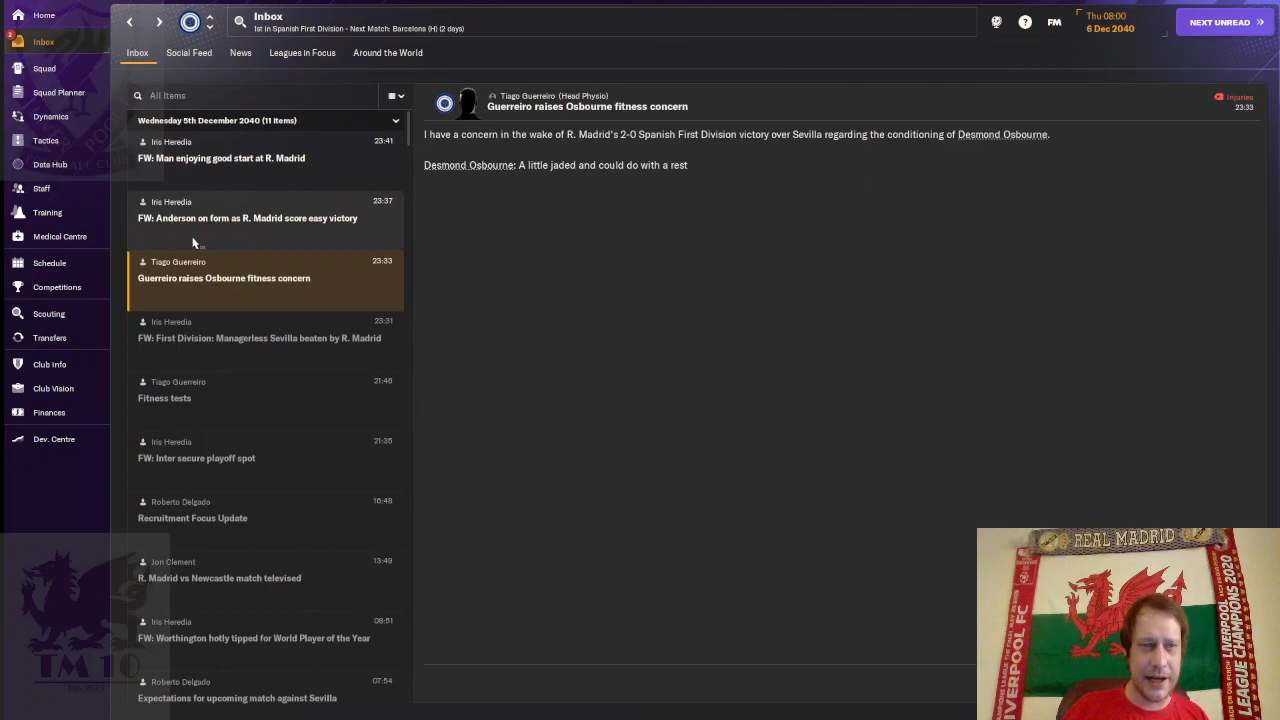 Home
2
Inbox
Squad
Squad Planner
Dynamics
Tactics
Data Hub
Staff
Training
Medical Centre
Schedule
Competitions
Scouting
Transfers
Club Info
Club Vision
Finances
Dev. Centre
Inbox
1st in Spanish First Division - Next Match: Barcelona (H) (2 days)
FM
Thu 08:00
6 Dec 2040
NEXT UNREAD
Inbox
Social Feed
News
Leagues in Focus
Around the World
All Items
Wednesday 5th December 2040 (11 Items)
Iris Heredia
23:41
FW: Man enjoying good start at R. Madrid
Iris Heredia
23:37
FW: Anderson on form as R. Madrid score easy victory
Tiago Guerreiro
23:33
Guerreiro raises Osbourne fitness concern
Iris Heredia
23:31
FW: First Division: Managerless Sevilla beaten by R. Madrid
Tiago Guerreiro
21:46
Fitness tests
Iris Heredia
21:35
FW: Inter secure playoff spot
Roberto Delgado
16:48
Recruitment Focus Update
Jon Clement
13:49
R. Madrid vs Newcastle match televised
Iris Heredia
08:51
FW: Worthington hotly tipped for World Player of the Year
Roberto Delgado
07:54
Expectations for upcoming match against Sevilla
Tiago Guerreiro (Head Physio)
Guerreiro raises Osbourne fitness concern
Injuries
23:33
I have a concern in the wake of R. Madrid's 2-0 Spanish First Division victory over Sevilla regarding the conditioning of Desmond Osbourne.
Desmond Osbourne: A little jaded and could do with a rest
TM 10
REAL MADRID
LIVERPOOL FC
LIVERPOOL
LEAGUE CHAMPIONS 2020